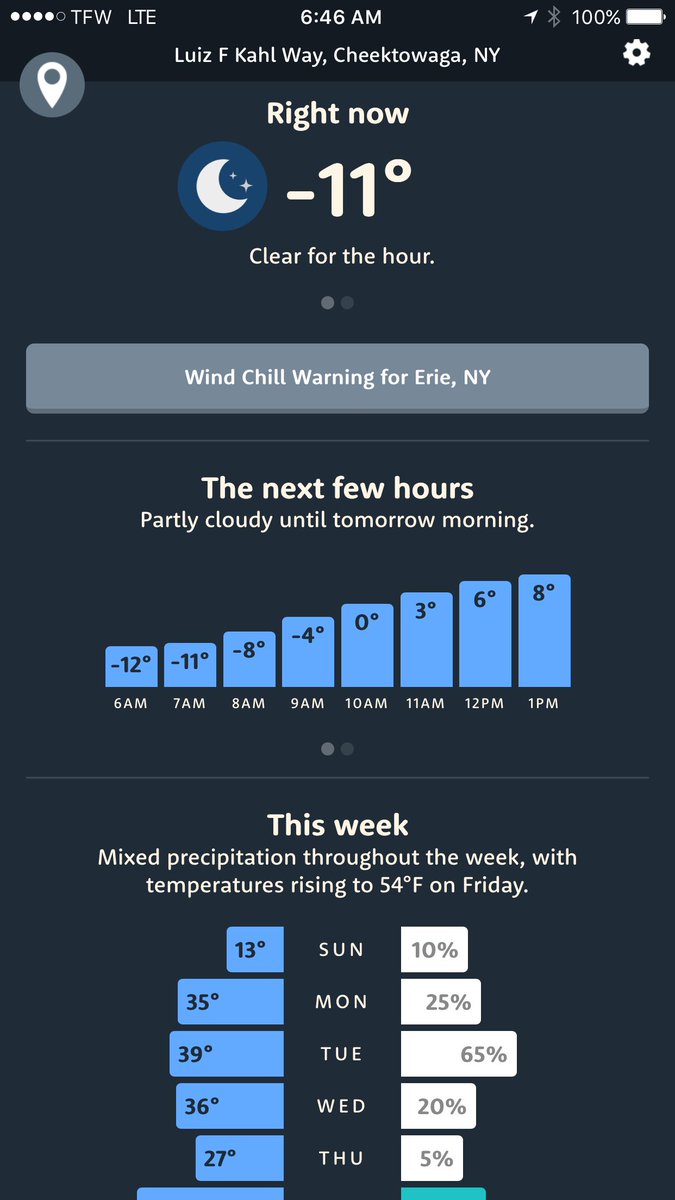 TFW LTE 6:46 AM 100%
Luiz F Kahl Way, Cheektowaga, NY
Right now
-11°
Clear for the hour.
Wind Chill Warning for Erie, NY
The next few hours
Partly cloudy until tomorrow morning.
-12° -11° -8° -4° 0° 3° 6° 8°
6AM 7AM 8AM 9AM 10AM 11AM 12PM 1PM
This week
Mixed precipitation throughout the week, with
temperatures rising to 54°F on Friday.
13° SUN 10%
35° MON 25%
39° TUE 65%
36° WED 20%
27° THU 5%